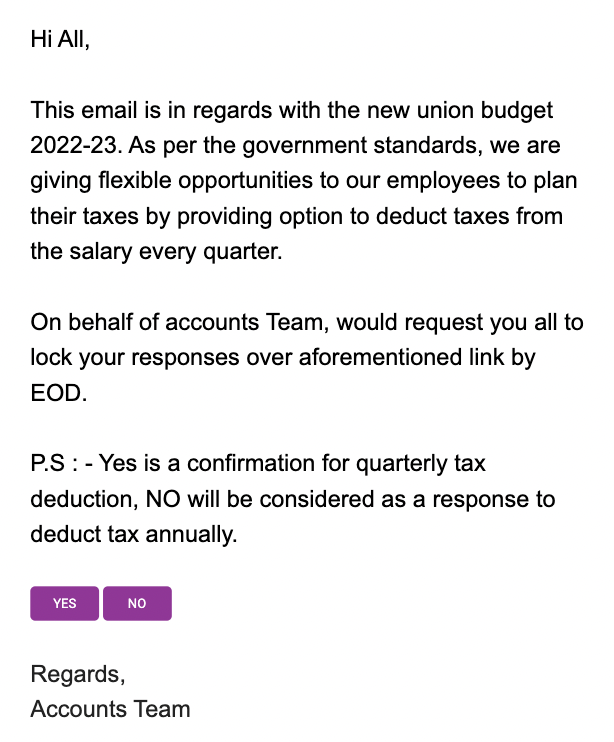 Hi All,
This email is in regards with the new union budget
2022-23. As per the government standards, we are
giving flexible opportunities to our employees to plan
their taxes by providing option to deduct taxes from
the salary every quarter.
On behalf of accounts Team, would request you all to
lock your responses over aforementioned link by
EOD.
P.S : - Yes is a confirmation for quarterly tax
deduction, NO will be considered as a response to
deduct tax annually.
YES NO
Regards,
Accounts Team